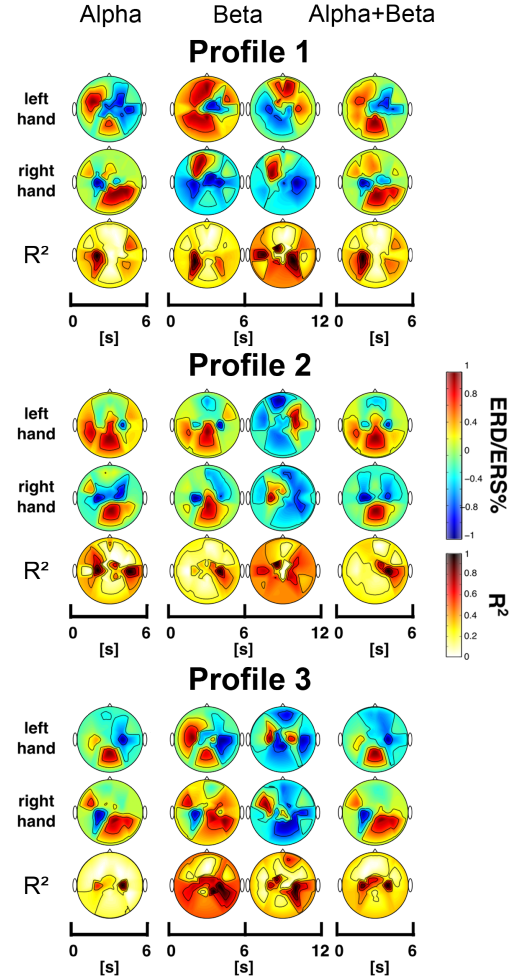 Alpha Beta Alpha+Beta
Profile 1
left
hand
right
hand
R²
0 6 0 6 12 0 6
[s] [s] [s]
Profile 2
left
hand
right
hand
R²
0 6 0 6 12 0 6
[s] [s] [s]
1
0.8
0.4
0
-0.4
-0.8
-1
ERD/ERS%
1
0.8
0.6
0.4
0.2
0
R²
Profile 3
left
hand
right
hand
R²
0 6 0 6 12 0 6
[s] [s] [s]